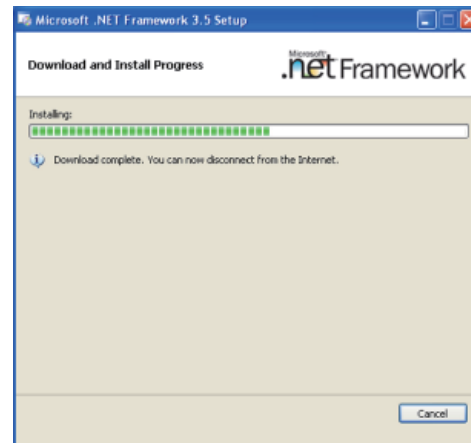 Microsoft .NET Framework 3.5 Setup
Download and Install Progress
Microsoft
.net Framework
Installing:
Download complete. You can now disconnect from the Internet.
Cancel